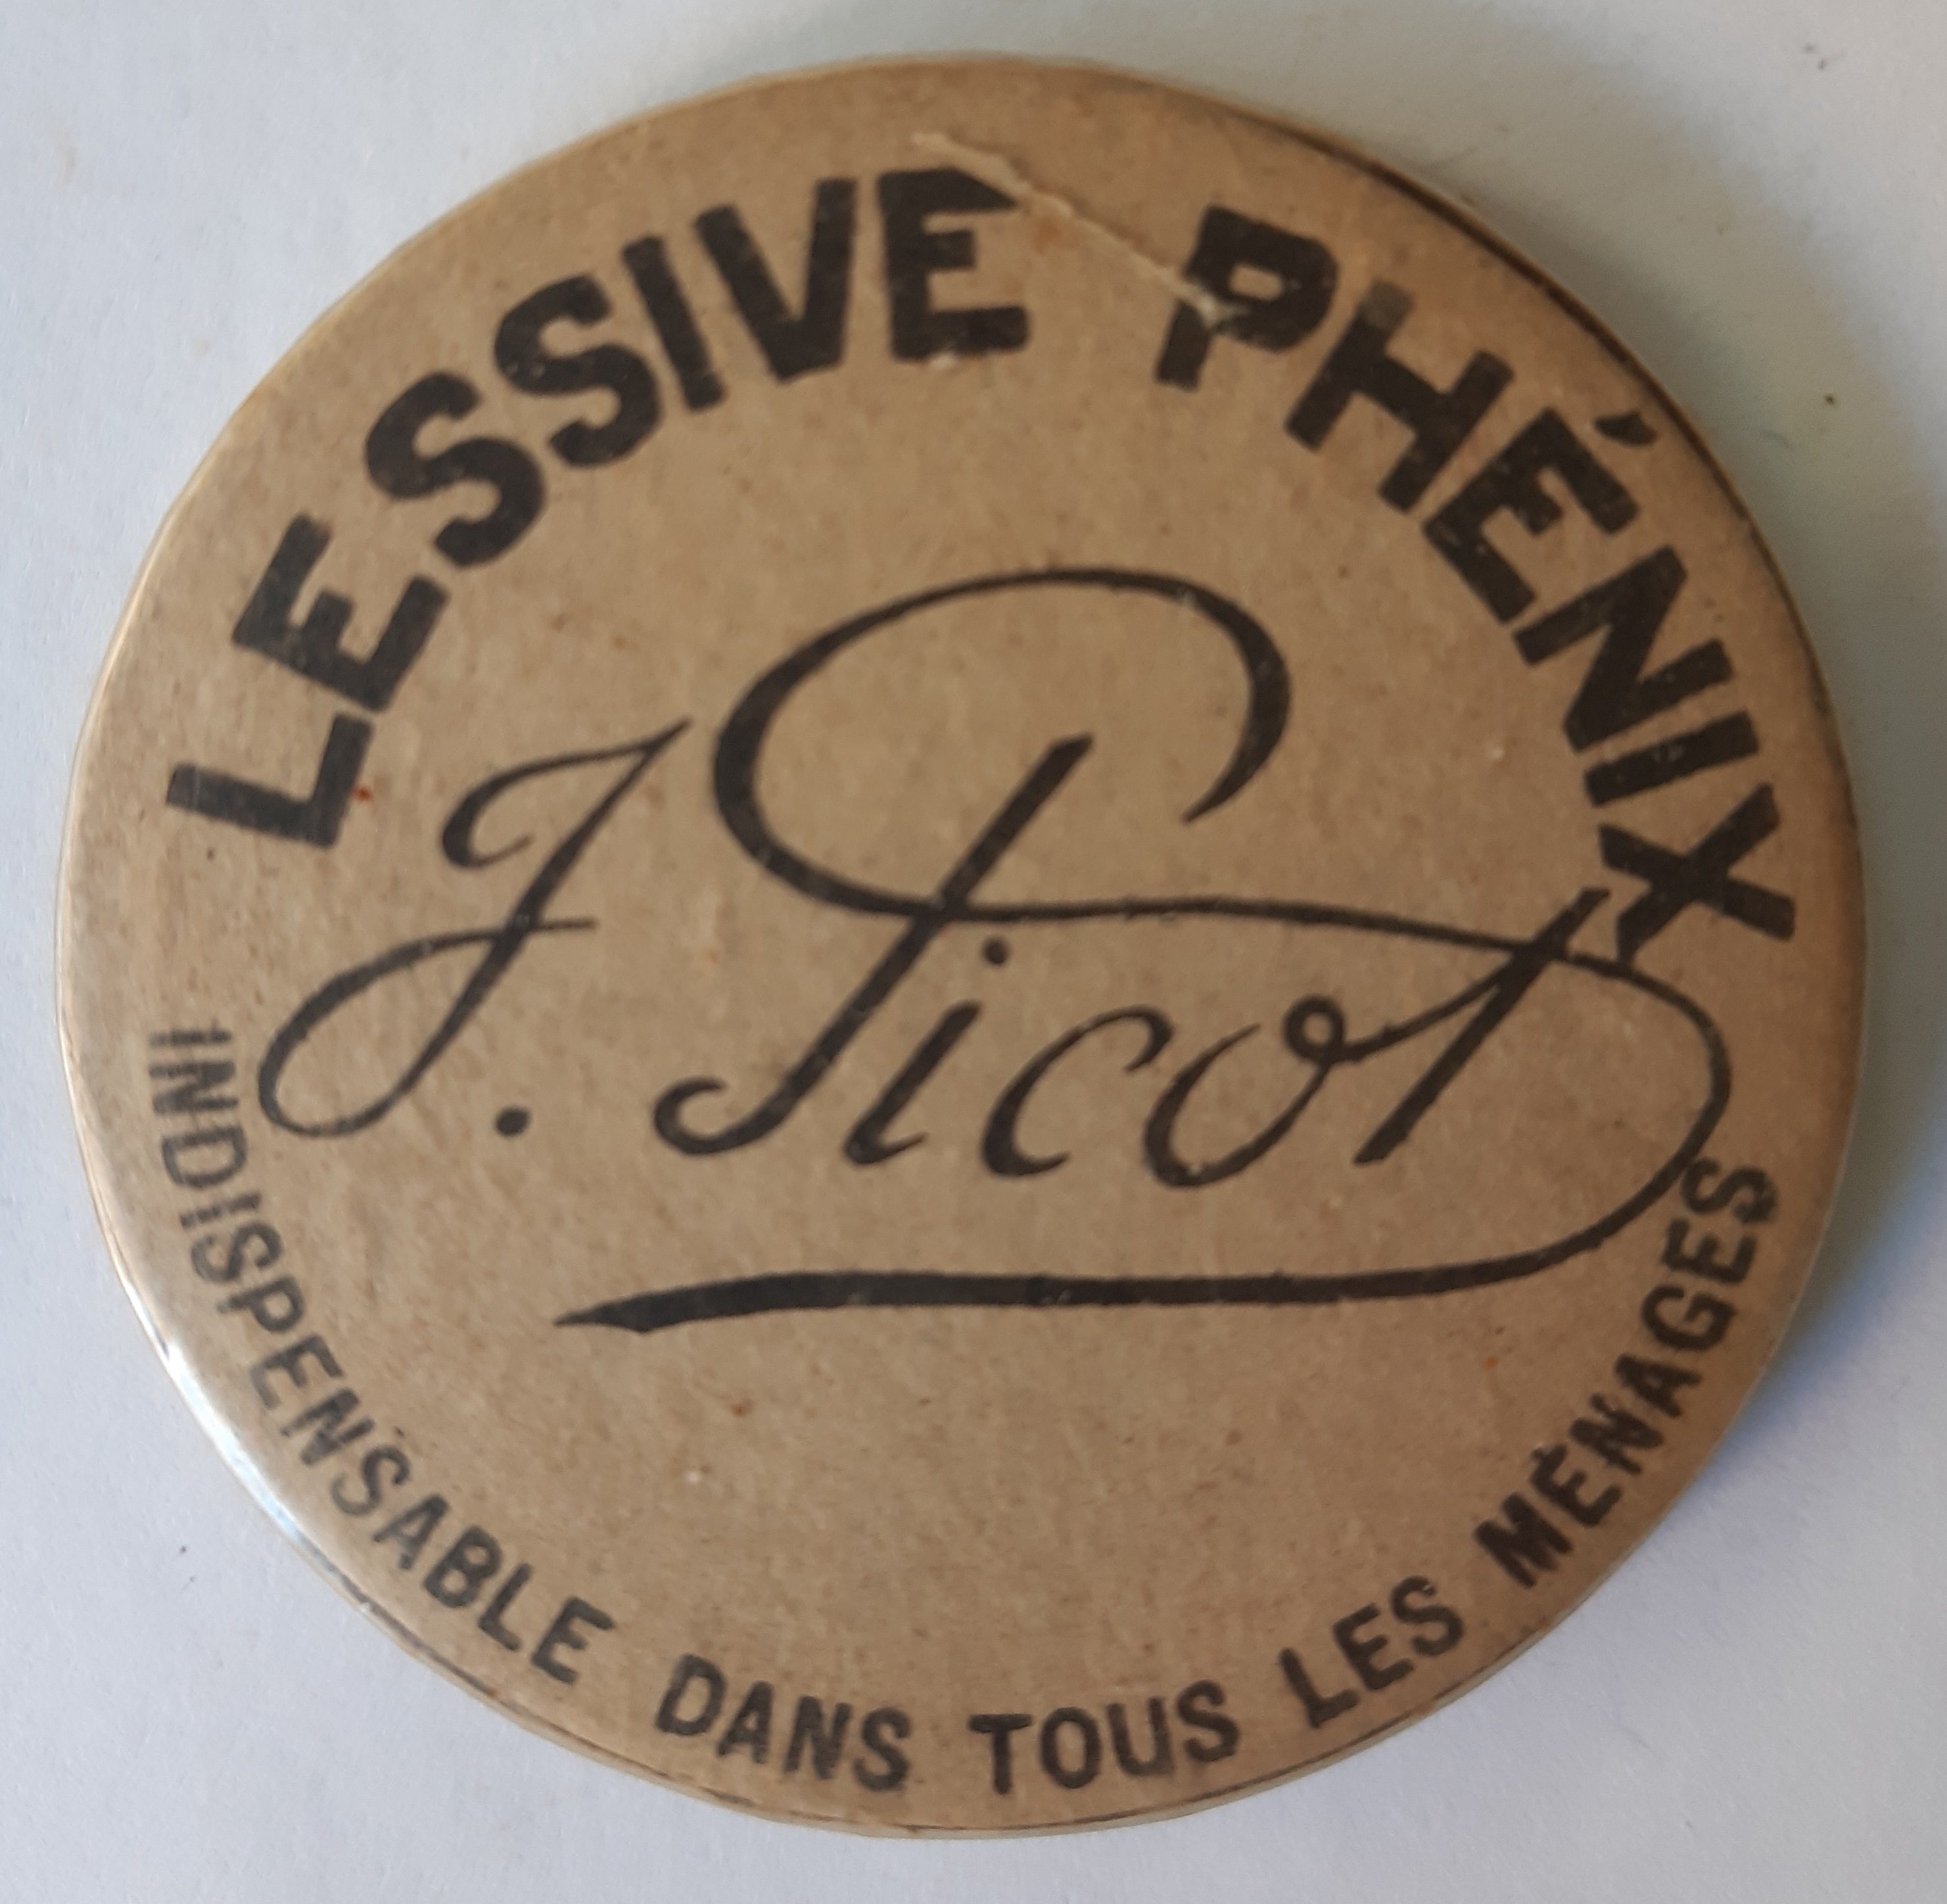 LESSIVE PHÉNIX
J. Picot
INDISPENSABLE DANS TOUS LES MÉNAGES